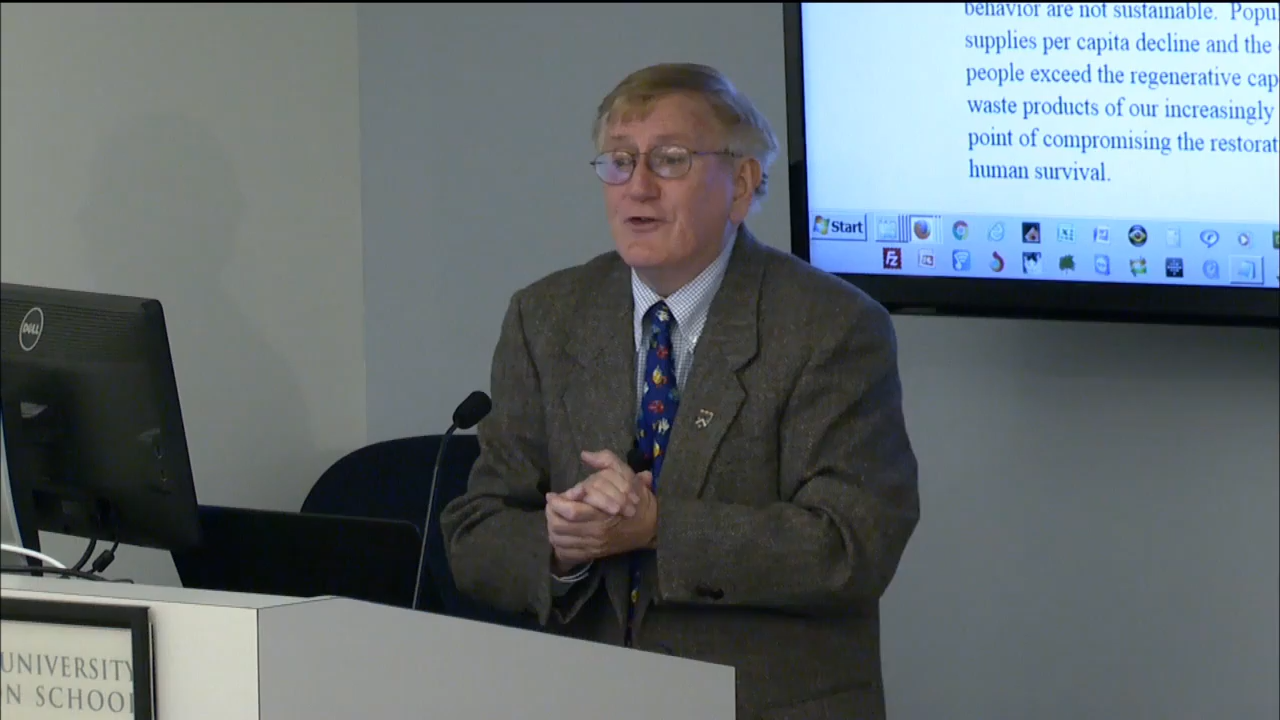 behavior are not sustainable. Popu
supplies per capita decline and the
people exceed the regenerative cap
waste products of our increasingly
point of compromising the restorat
human survival.
Start
FZ
DELL
UNIVERSITY
N SCHOOL